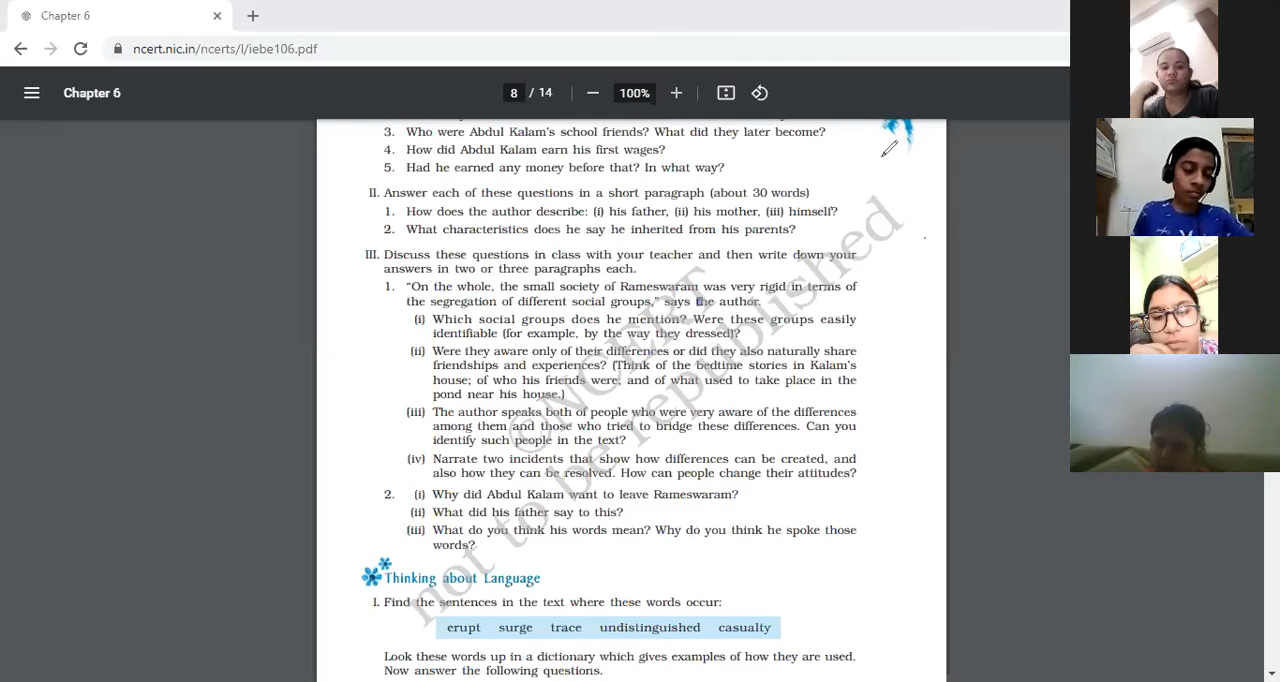 Chapter 6
ncert.nic.in/ncerts/l/iebe106.pdf
Chapter 6
8 / 14
100%
3. Who were Abdul Kalam's school friends? What did they later become?
4. How did Abdul Kalam earn his first wages?
5. Had he earned any money before that? In what way?
II. Answer each of these questions in a short paragraph (about 30 words)
1. How does the author describe: (i) his father, (ii) his mother, (iii) himself?
2. What characteristics does he say he inherited from his parents?
III. Discuss these questions in class with your teacher and then write down your
answers in two or three paragraphs each.
1. “On the whole, the small society of Rameswaram was very rigid in terms of
the segregation of different social groups,” says the author.
(i) Which social groups does he mention? Were these groups easily
identifiable (for example, by the way they dressed)?
(ii) Were they aware only of their differences or did they also naturally share
friendships and experiences? (Think of the bedtime stories in Kalam's
house; of who his friends were; and of what used to take place in the
pond near his house.)
(iii) The author speaks both of people who were very aware of the differences
among them and those who tried to bridge these differences. Can you
identify such people in the text?
(iv) Narrate two incidents that show how differences can be created, and
also how they can be resolved. How can people change their attitudes?
2. (i) Why did Abdul Kalam want to leave Rameswaram?
(ii) What did his father say to this?
(iii) What do you think his words mean? Why do you think he spoke those
words?
Thinking about Language
I. Find the sentences in the text where these words occur:
erupt surge trace undistinguished casualty
Look these words up in a dictionary which gives examples of how they are used.
Now answer the following questions.
©NCERT
not to be republished